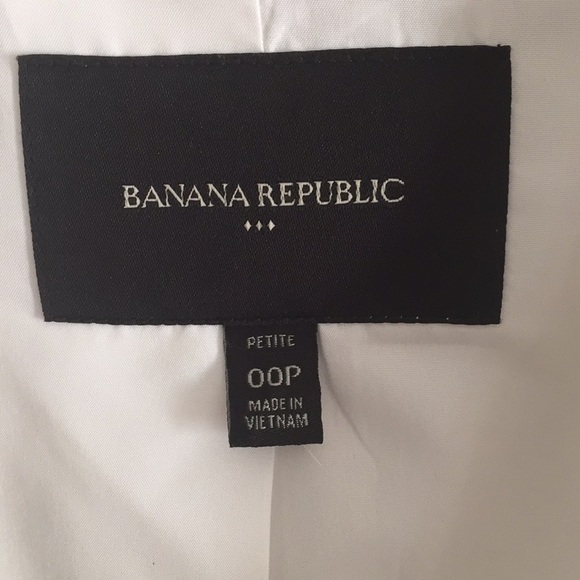 BANANA REPUBLIC
PETITE
00P
MADE IN
VIETNAM